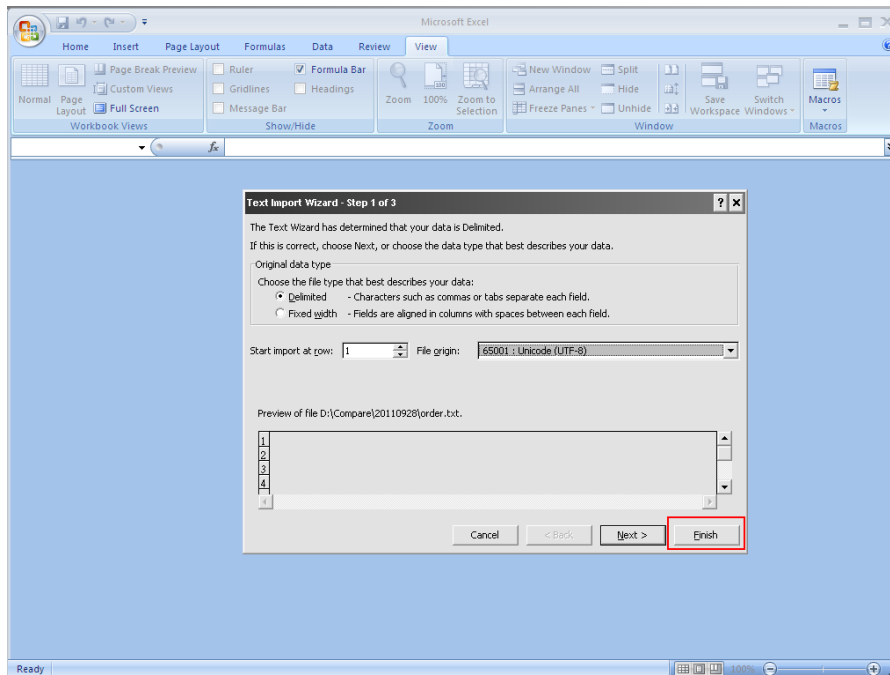 Microsoft Excel
Home Insert Page Layout Formulas Data Review View
Normal
Page Layout
Page Break Preview
Custom Views
Full Screen
Workbook Views
Ruler
Gridlines
Message Bar
Formula Bar
Headings
Show/Hide
Zoom
100%
Zoom to Selection
Zoom
New Window
Arrange All
Freeze Panes
Split
Hide
Unhide
Save Workspace
Switch Windows
Window
Macros
Macros
fx
Text Import Wizard - Step 1 of 3
The Text Wizard has determined that your data is Delimited.
If this is correct, choose Next, or choose the data type that best describes your data.
Original data type
Choose the file type that best describes your data:
Delimited - Characters such as commas or tabs separate each field.
Fixed width - Fields are aligned in columns with spaces between each field.
Start import at row: 1 File origin: 65001 : Unicode (UTF-8)
Preview of file D:\Compare\20110928\order.txt.
1
2
3
4
Cancel < Back Next > Finish
Ready 100%